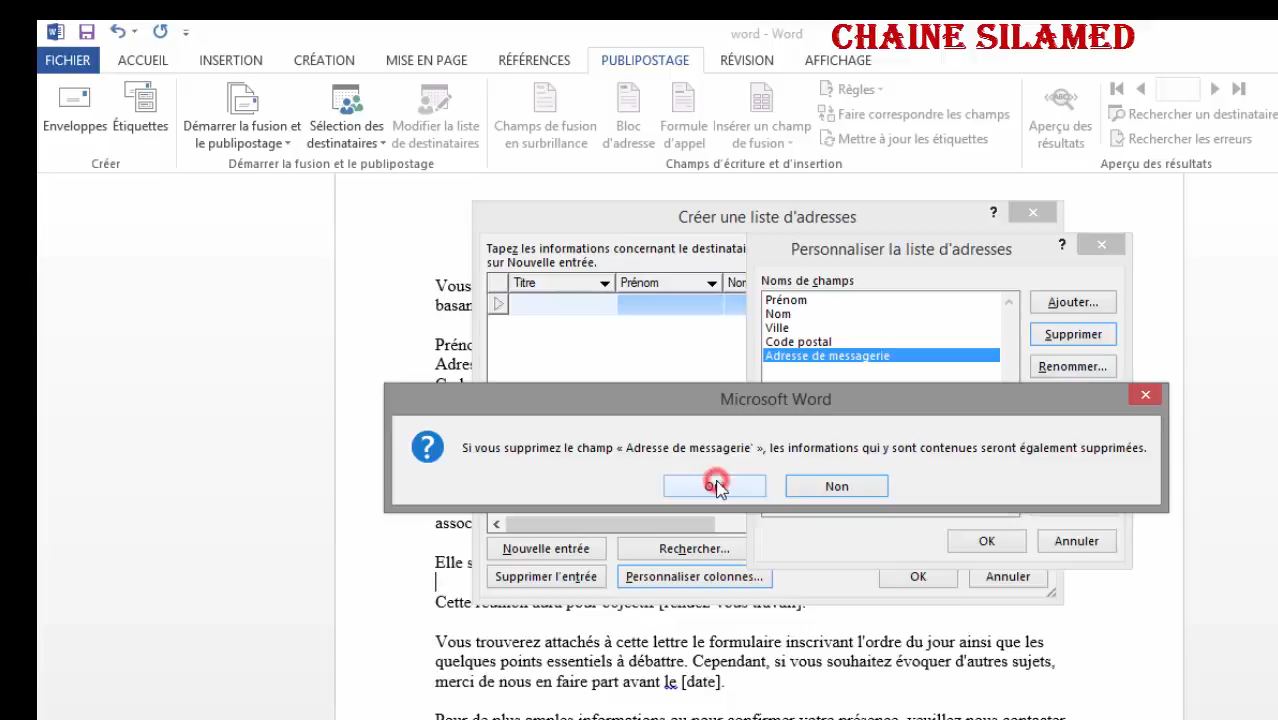 word - Word
CHAINE SILAMED
FICHIER ACCUEIL INSERTION CRÉATION MISE EN PAGE RÉFÉRENCES PUBLIPOSTAGE RÉVISION AFFICHAGE
Enveloppes Étiquettes
Créer
Démarrer la fusion et le publipostage
Sélection des destinataires
Modifier la liste de destinataires
Démarrer la fusion et le publipostage
Champs de fusion en surbrillance
Bloc d'adresse
Formule d'appel
Insérer un champ de fusion
Règles
Faire correspondre les champs
Mettre à jour les étiquettes
Champs d'écriture et d'insertion
ABC
Aperçu des résultats
Rechercher un destinataire
Rechercher les erreurs
Aperçu des résultats
Créer une liste d'adresses
?
Tapez les informations concernant le destinatai
sur Nouvelle entrée.
Titre Prénom Nor
Personnaliser la liste d'adresses
?
Noms de champs
Prénom
Nom
Ville
Code postal
Adresse de messagerie
Ajouter...
Supprimer
Renommer...
Microsoft Word
Si vous supprimez le champ « Adresse de messagerie` », les informations qui y sont contenues seront également supprimées.
Non
OK Annuler
Nouvelle entrée Rechercher...
Supprimer l'entrée Personnaliser colonnes... OK Annuler
Vous
basan
Préno
Adres
assoc
Elle s
Vous trouverez attachés à cette lettre le formulaire inscrivant l'ordre du jour ainsi que les
quelques points essentiels à débattre. Cependant, si vous souhaitez évoquer d'autres sujets,
merci de nous en faire part avant le [date].